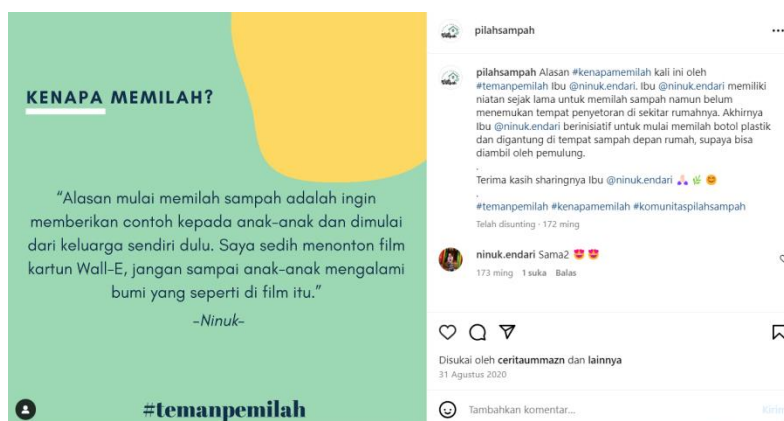 KENAPA MEMILAH?
“Alasan mulai memilah sampah adalah ingin
memberikan contoh kepada anak-anak dan dimulai
dari keluarga sendiri dulu. Saya sedih menonton film
kartun Wall-E, jangan sampai anak-anak mengalami
bumi yang seperti di film itu.”
-Ninuk-
#temanpemilah
pilahsampah
pilahsampah Alasan #kenapamemilah kali ini oleh
#temanpemilah Ibu @ninuk.endari. Ibu @ninuk.endari memiliki
niatan sejak lama untuk memilah sampah namun belum
menemukan tempat penyetoran di sekitar rumahnya. Akhirnya
Ibu @ninuk.endari berinisiatif untuk mulai memilah botol plastik
dan digantung di tempat sampah depan rumah, supaya bisa
diambil oleh pemulung.
.
Terima kasih sharingnya Ibu @ninuk.endari
.
#temanpemilah #kenapamemilah #komunitaspilahsampah
Telah disunting · 172 ming
ninuk.endari Sama2
173 ming 1 suka Balas
Disukai oleh ceritaummazn dan lainnya
31 Agustus 2020
Tambahkan komentar...
Kirim